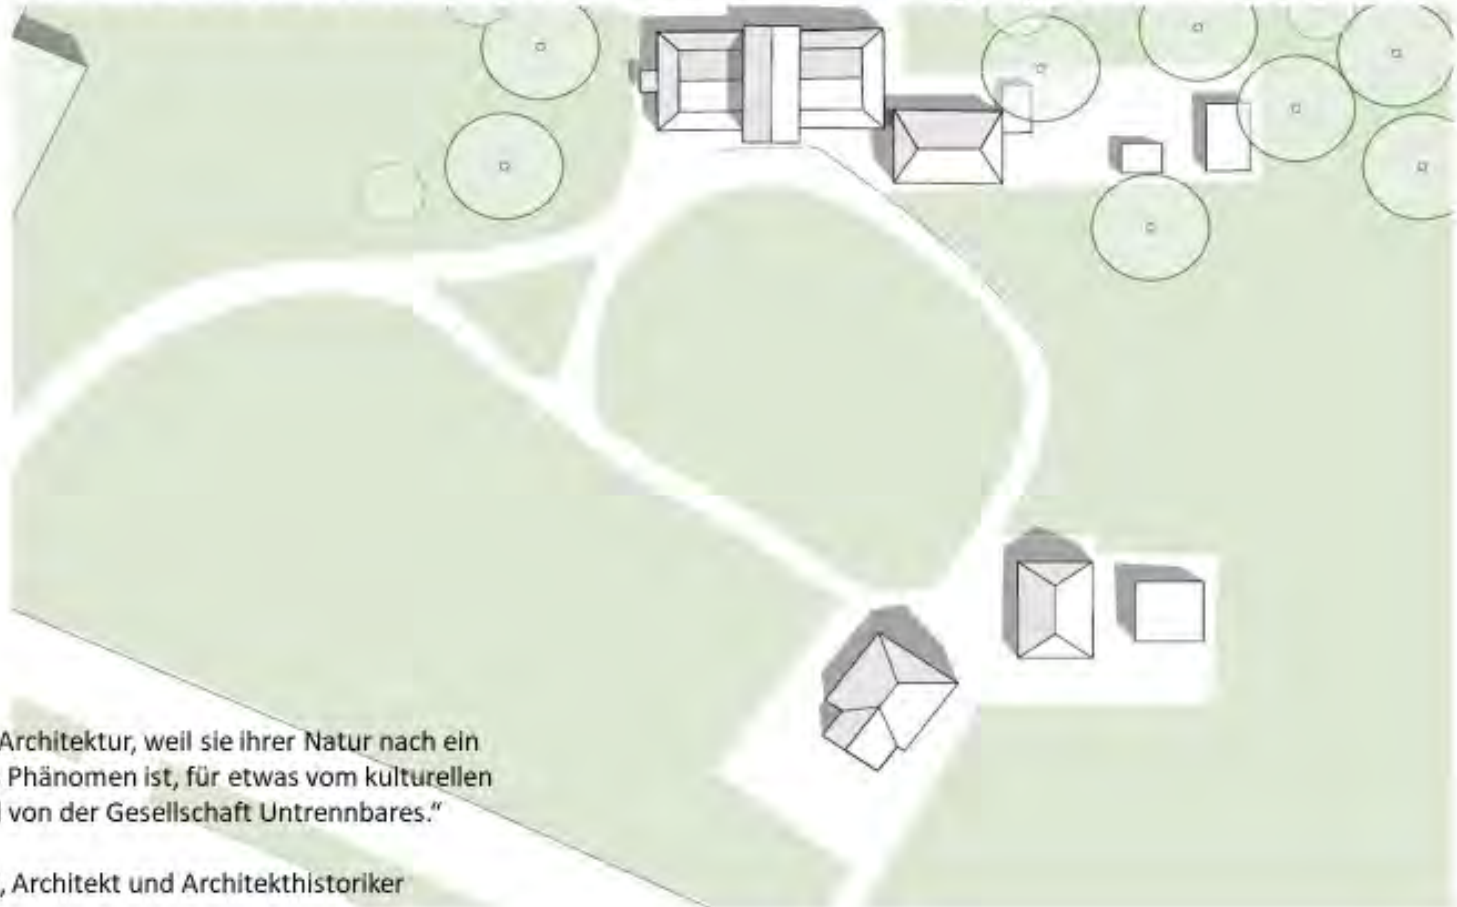 Architektur, weil sie ihrer Natur nach ein
Phänomen ist, für etwas vom kulturellen
von der Gesellschaft Untrennbares.“
, Architekt und Architekthistoriker